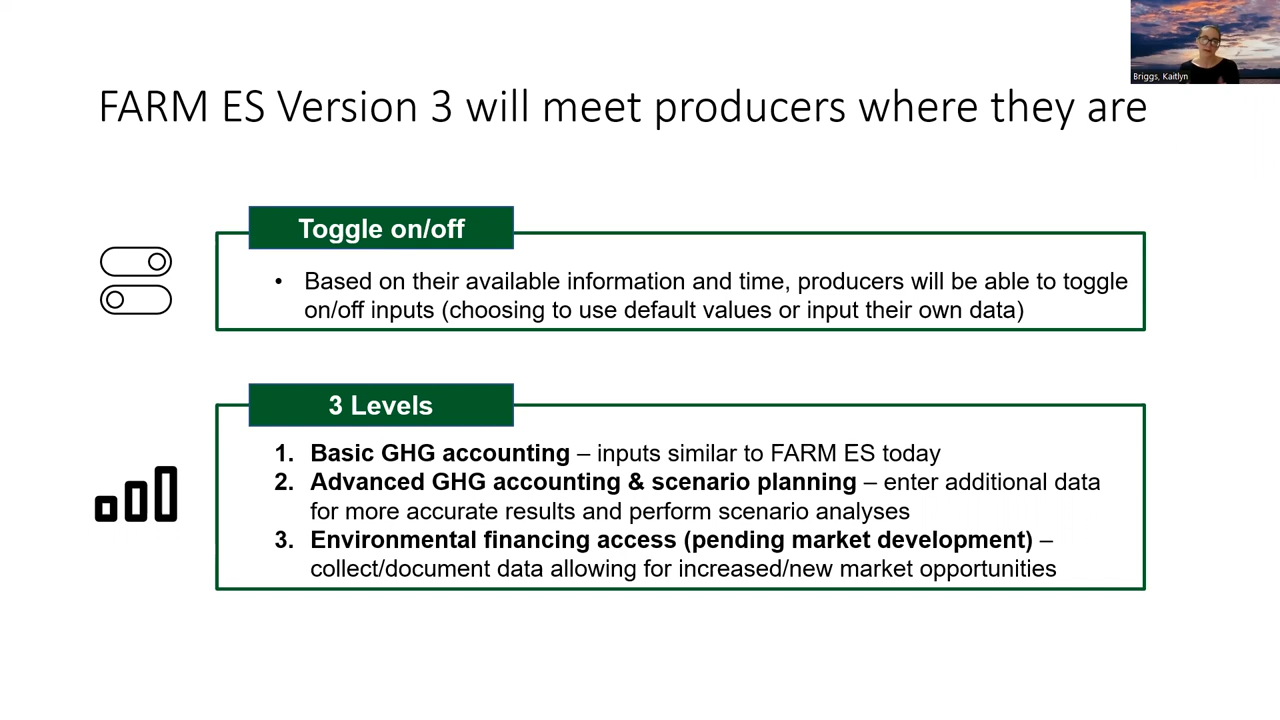 Briggs, Kaitlyn
FARM ES Version 3 will meet producers where they are
Toggle on/off
• Based on their available information and time, producers will be able to toggle
on/off inputs (choosing to use default values or input their own data)
3 Levels
1. Basic GHG accounting – inputs similar to FARM ES today
2. Advanced GHG accounting & scenario planning – enter additional data
for more accurate results and perform scenario analyses
3. Environmental financing access (pending market development) –
collect/document data allowing for increased/new market opportunities